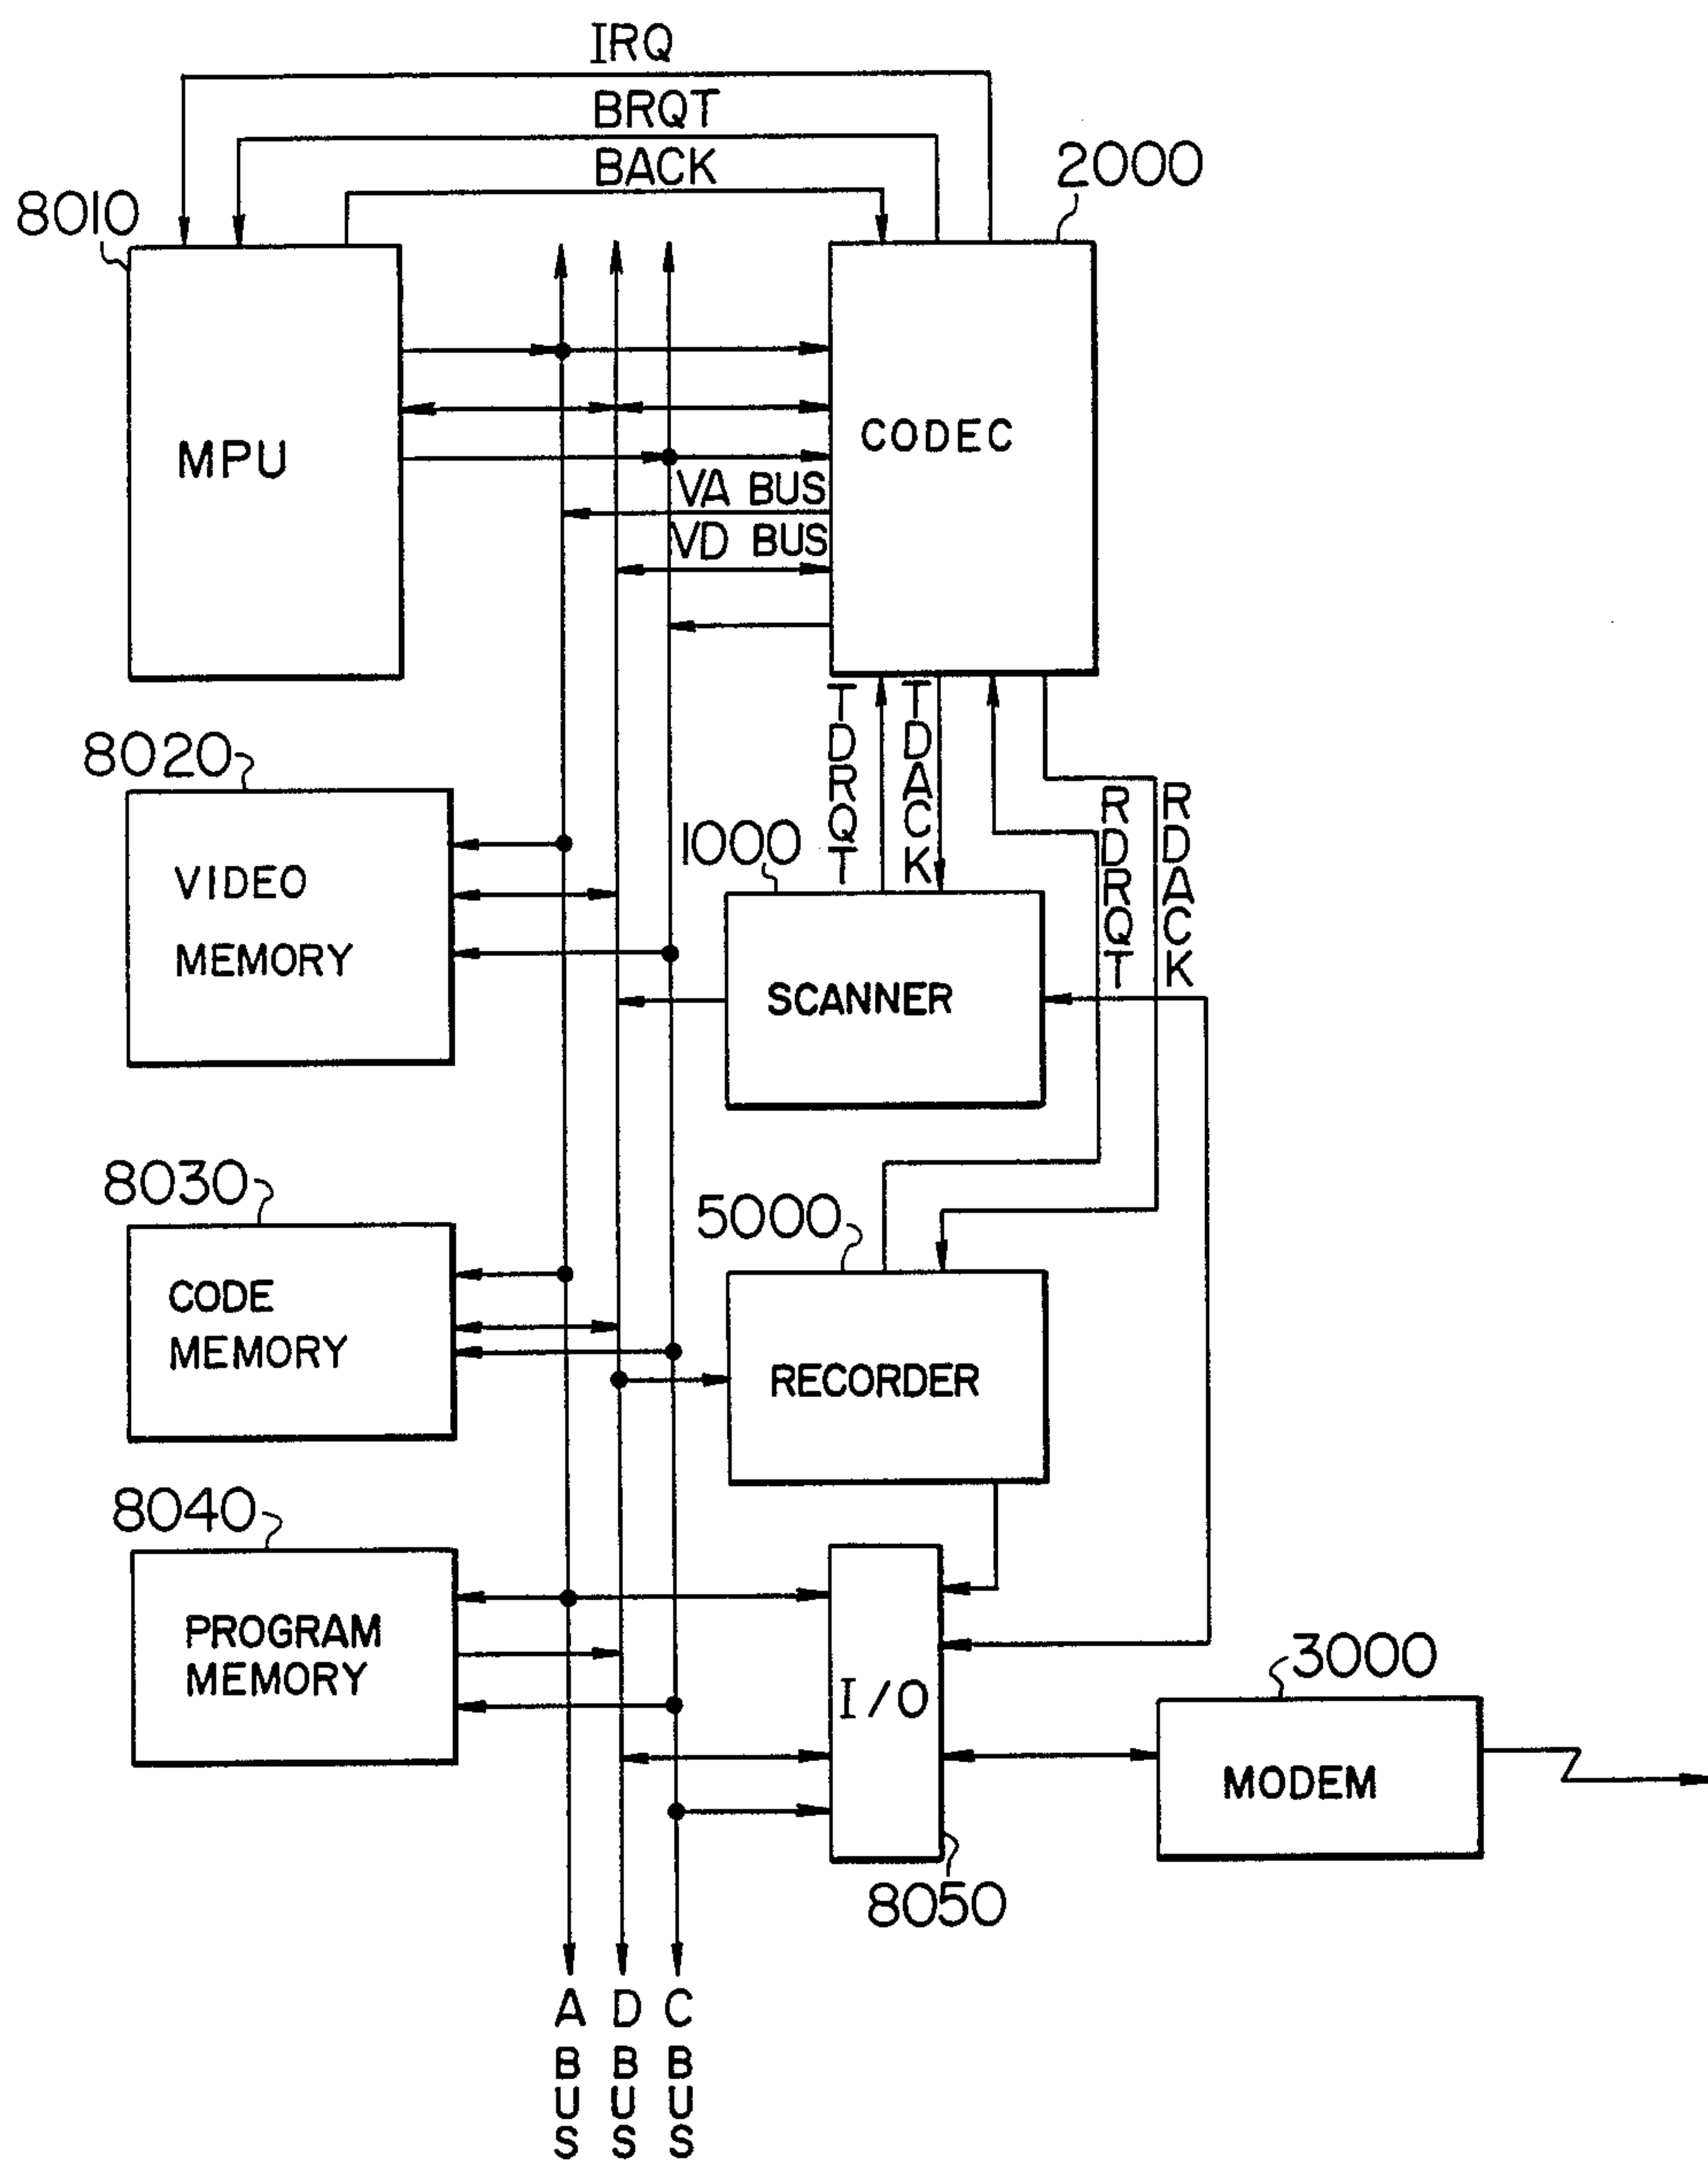 IRQ
BRQT
BACK
8010
2000
MPU
CODEC
VA BUS
VD BUS
TDRQT
TDACK
RDRQT
RDACK
8020
VIDEO
MEMORY
1000
SCANNER
8030
CODE
MEMORY
5000
RECORDER
8040
PROGRAM
MEMORY
I/O
3000
MODEM
8050
A BUS
D BUS
C BUS